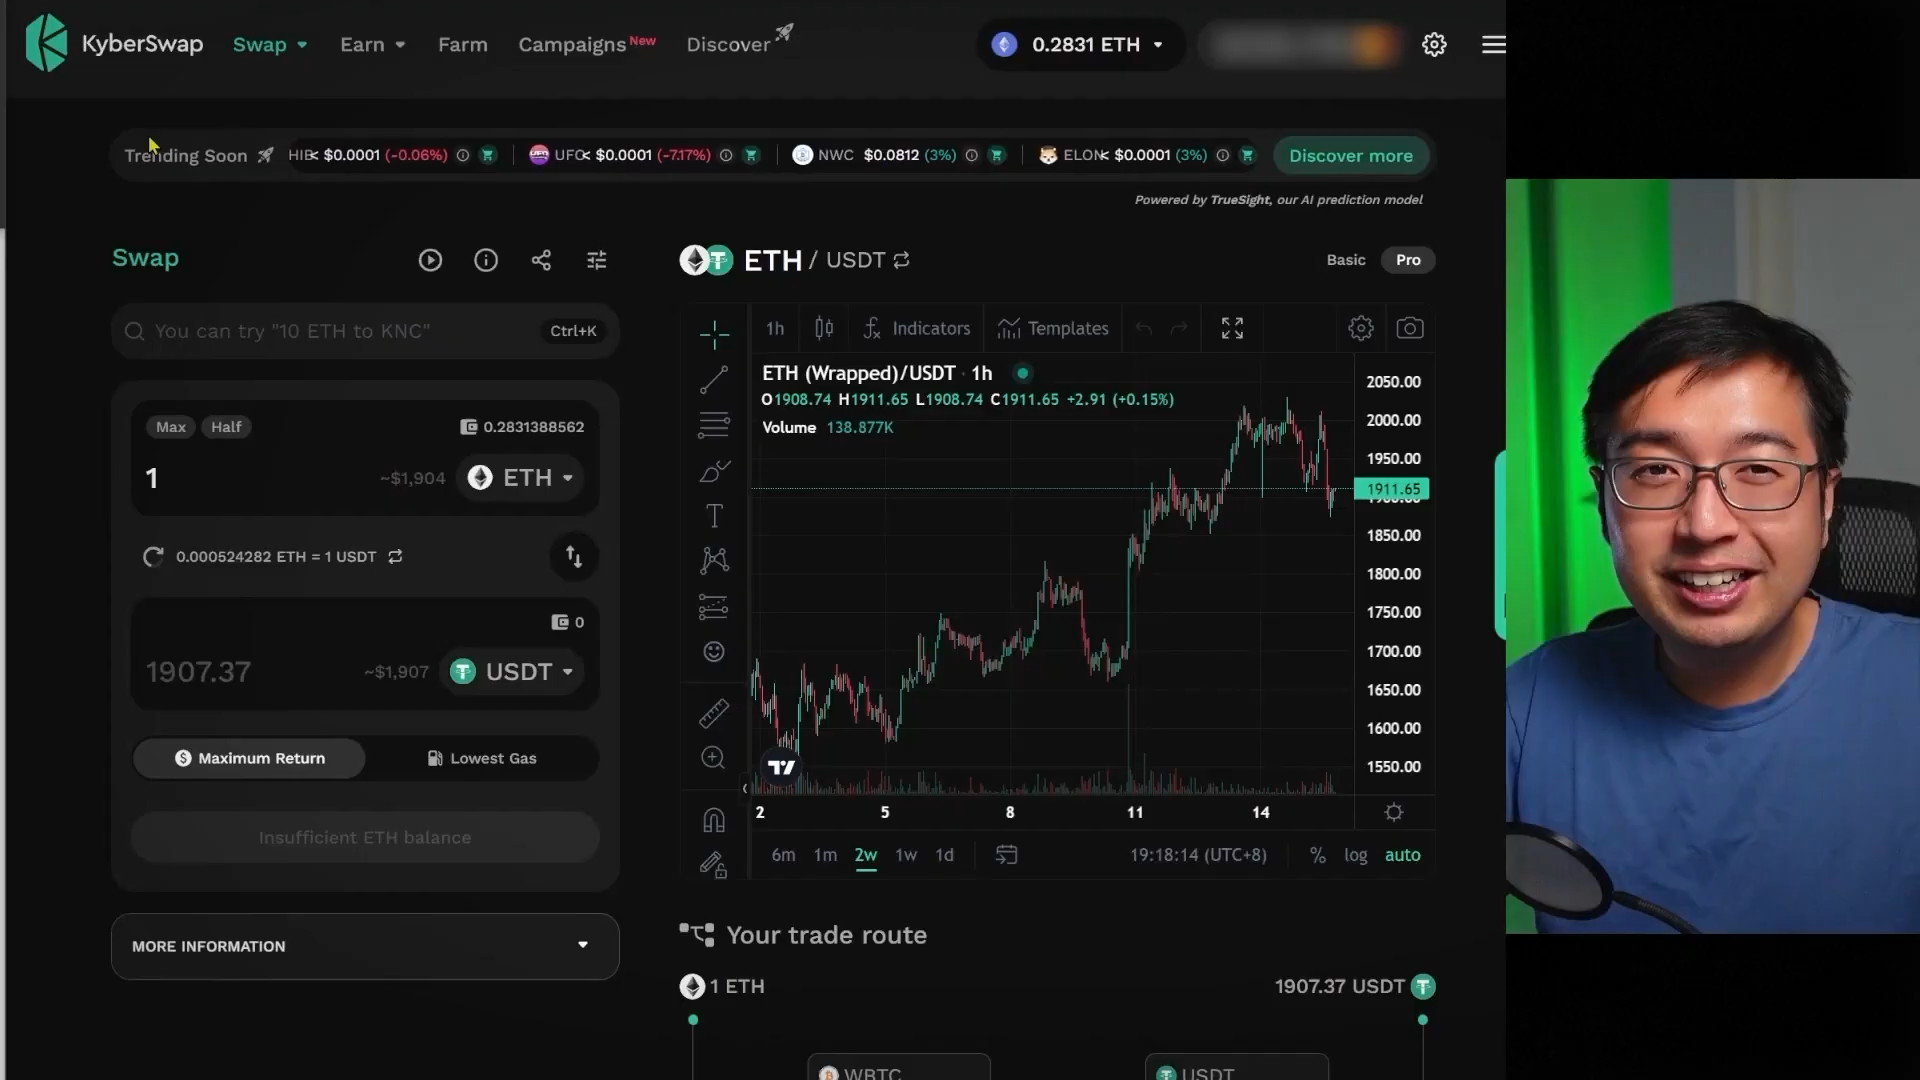 KyberSwap Swap Earn Farm Campaigns New Discover 0.2831 ETH
Trending Soon HIB< $0.0001 (-0.06%) UFO< $0.0001 (-7.17%) NWC $0.0812 (3%) ELON< $0.0001 (3%) Discover more
Powered by TrueSight, our AI prediction model
Swap
ETH / USDT
Basic Pro
You can try "10 ETH to KNC" Ctrl+K
1h Indicators Templates
Max Half 0.2831388562
1 ~$1,904 ETH
0.000524282 ETH = 1 USDT
0
1907.37 ~$1,907 USDT
Maximum Return Lowest Gas
Insufficient ETH balance
MORE INFORMATION
ETH (Wrapped)/USDT · 1h
O1908.74 H1911.65 L1908.74 C1911.65 +2.91 (+0.15%)
Volume 138.877K
2050.00
2000.00
1950.00
1911.65
1850.00
1800.00
1750.00
1700.00
1650.00
1600.00
1550.00
2 5 8 11 14
6m 1m 2w 1w 1d 19:18:14 (UTC+8) % log auto
Your trade route
1 ETH 1907.37 USDT
WBTC USDT